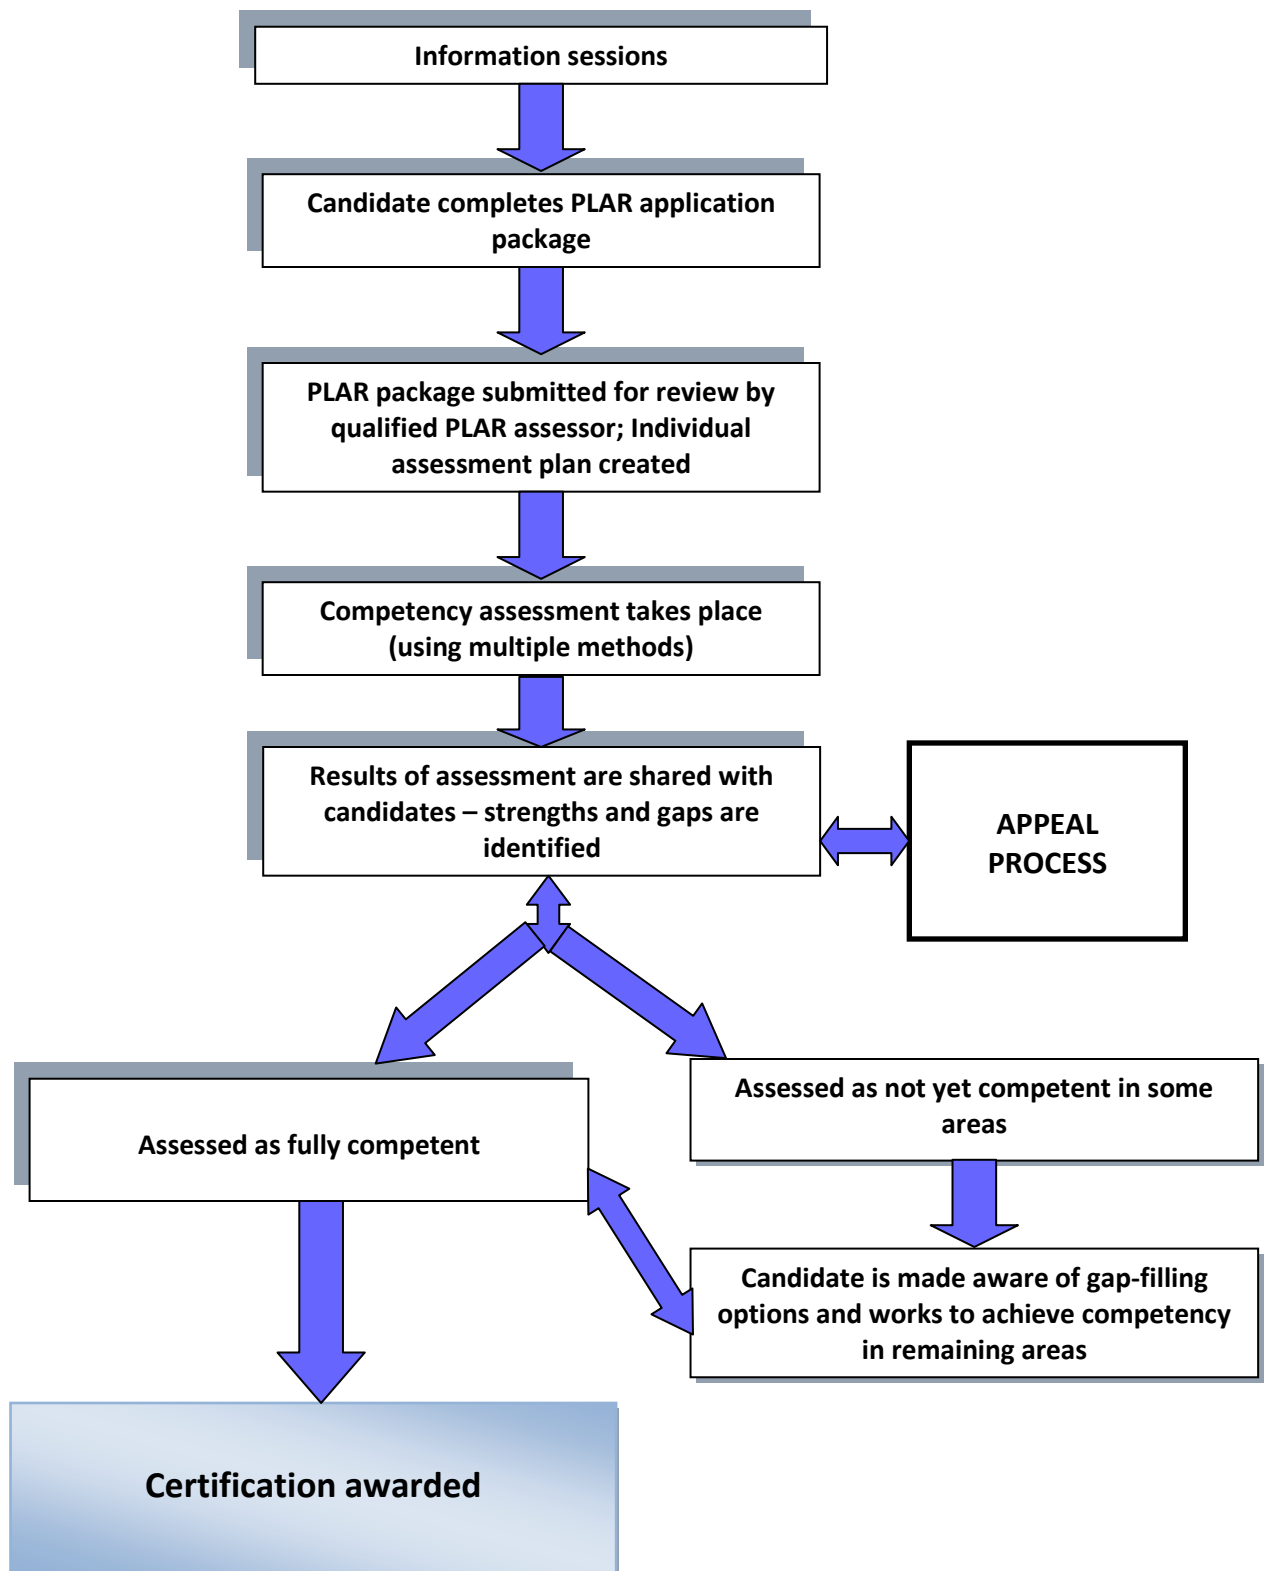 Information sessions
Candidate completes PLAR application
package
PLAR package submitted for review by
qualified PLAR assessor; Individual
assessment plan created
Competency assessment takes place
(using multiple methods)
Results of assessment are shared with
candidates – strengths and gaps are
identified
APPEAL
PROCESS
Assessed as fully competent
Assessed as not yet competent in some
areas
Candidate is made aware of gap-filling
options and works to achieve competency
in remaining areas
Certification awarded